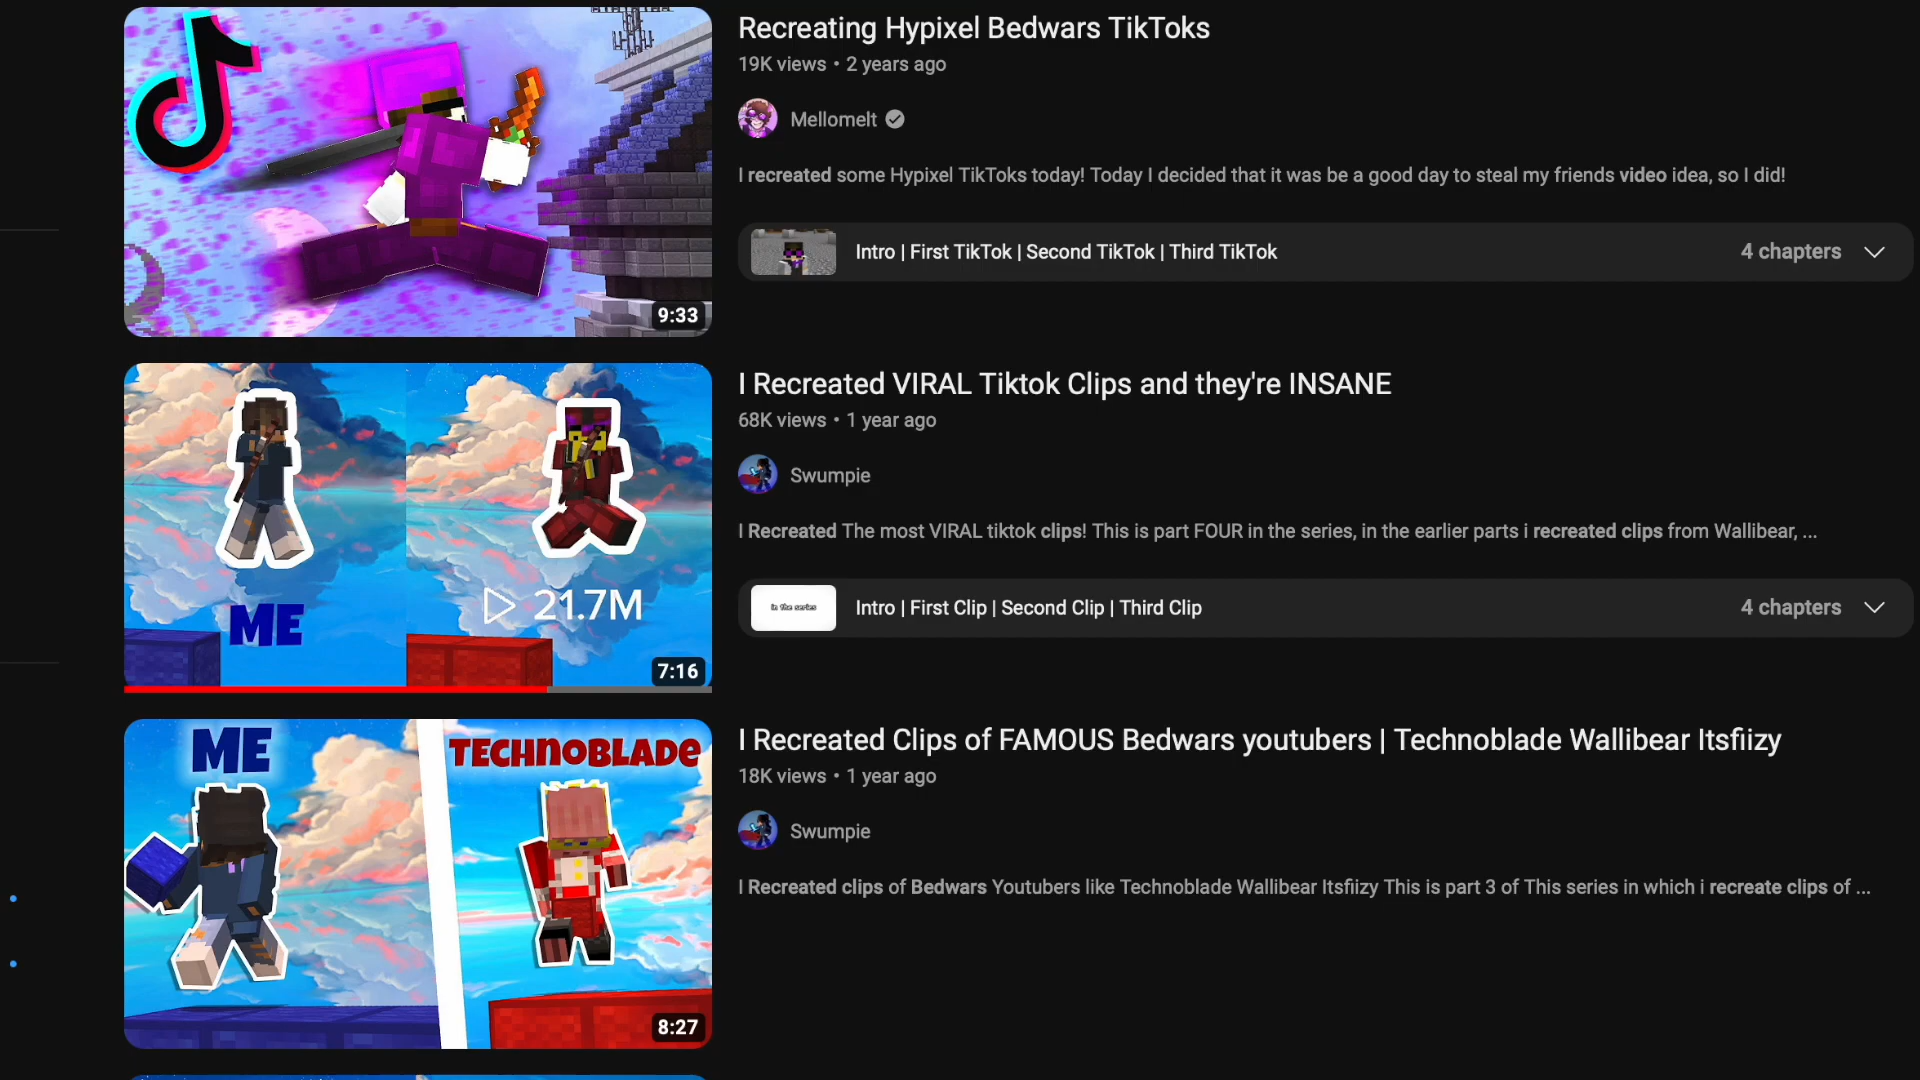 Recreating Hypixel Bedwars TikToks
19K views • 2 years ago
Mellomelt
I recreated some Hypixel TikToks today! Today I decided that it was be a good day to steal my friends video idea, so I did!
Intro | First TikTok | Second TikTok | Third TikTok
4 chapters
9:33
I Recreated VIRAL Tiktok Clips and they're INSANE
68K views • 1 year ago
Swumpie
I Recreated The most VIRAL tiktok clips! This is part FOUR in the series, in the earlier parts i recreated clips from Wallibear, ...
in the series
Intro | First Clip | Second Clip | Third Clip
4 chapters
ME
21.7M
7:16
ME
TECHNOBLADE
8:27
I Recreated Clips of FAMOUS Bedwars youtubers | Technoblade Wallibear Itsfiizy
18K views • 1 year ago
Swumpie
I Recreated clips of Bedwars Youtubers like Technoblade Wallibear Itsfiizy This is part 3 of This series in which i recreate clips of ...